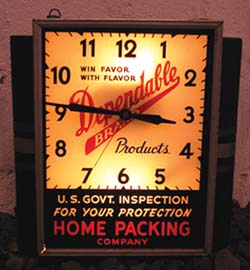 11 12 1
10 2
WIN FAVOR
WITH FLAVOR
9 3
Dependable
BRAND
Products.
8 4
7 6 5
U.S. GOVT. INSPECTION
FOR YOUR PROTECTION
HOME PACKING
COMPANY